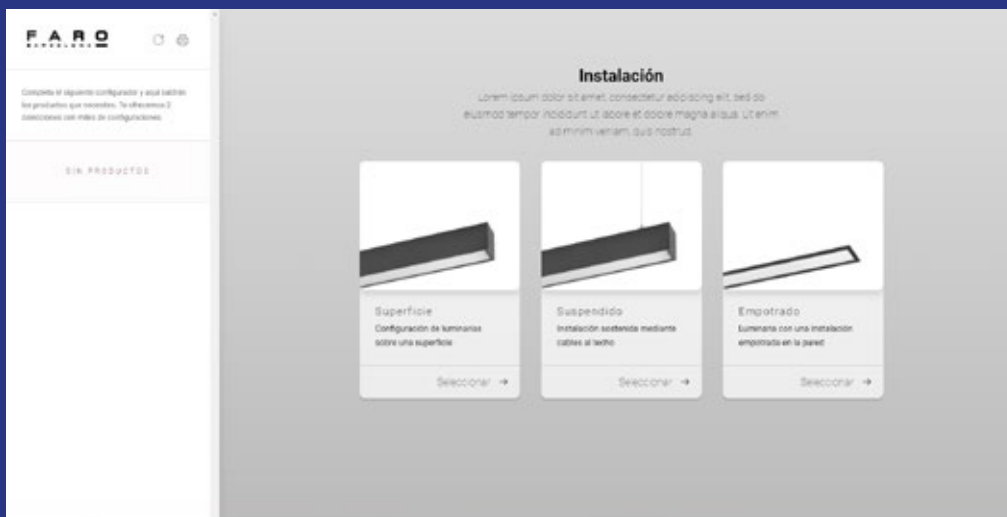 FARO
BARCELONA
Completa el siguiente configurador y aquí saldrán
los productos que necesites. Te ofrecemos 2
colecciones con miles de configuraciones.
SIN PRODUCTOS
Instalación
Lorem ipsum dolor sit amet, consectetur adipiscing elit, sed do
eiusmod tempor incididunt ut labore et dolore magna aliqua. Ut enim
ad minim veniam, quis nostrud.
Superficie
Configuración de luminarias
sobre una superficie
Seleccionar →
Suspendido
Instalación sostenida mediante
cables al techo
Seleccionar →
Empotrado
Luminaria con una instalación
empotrada en la pared
Seleccionar →